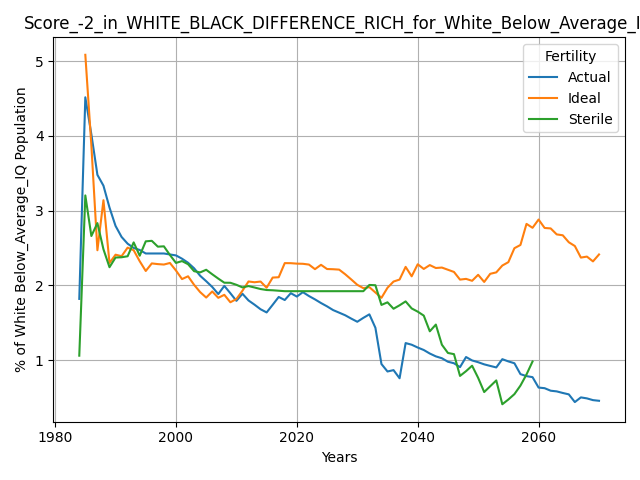 Score_-2_in_WHITE_BLACK_DIFFERENCE_RICH_for_White_Below_Average_I
Fertility
Actual
Ideal
Sterile
% of White Below_Average_IQ Population
5
4
3
2
1
1980
2000
2020
2040
2060
Years